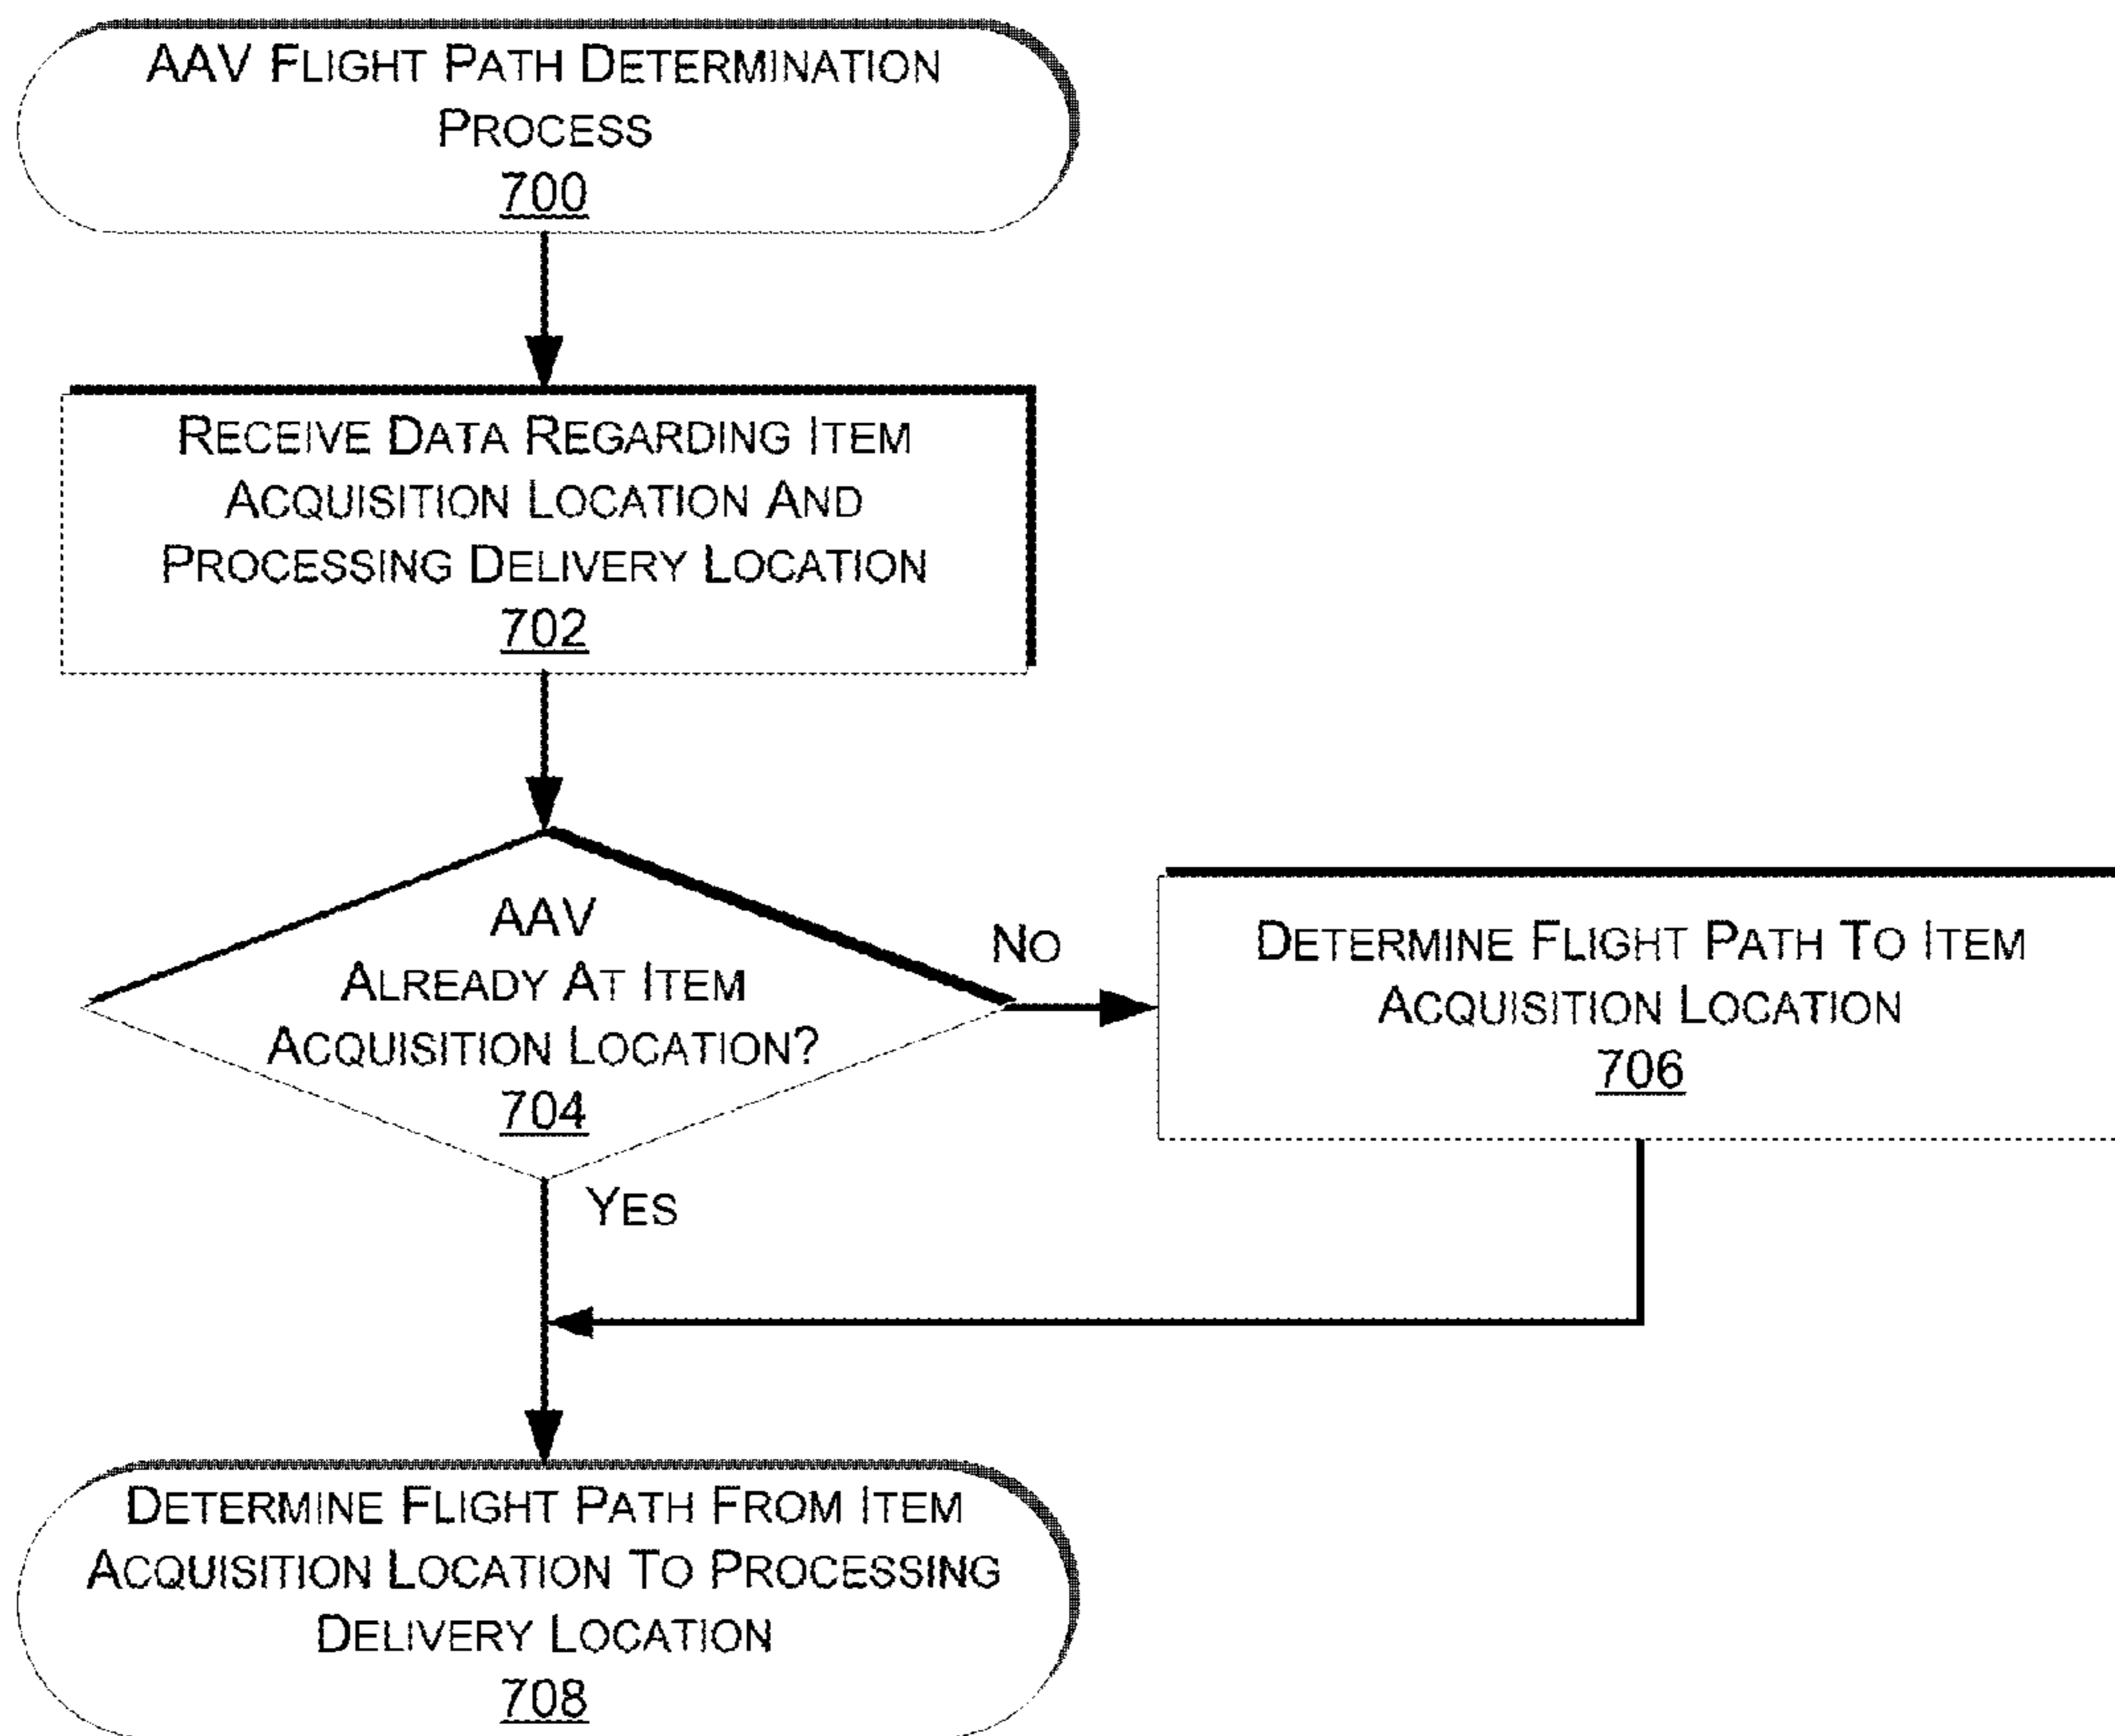 AAV FLIGHT PATH DETERMINATION
PROCESS
700
RECEIVE DATA REGARDING ITEM
ACQUISITION LOCATION AND
PROCESSING DELIVERY LOCATION
702
AAV
ALREADY AT ITEM
ACQUISITION LOCATION?
704
NO
DETERMINE FLIGHT PATH TO ITEM
ACQUISITION LOCATION
706
YES
DETERMINE FLIGHT PATH FROM ITEM
ACQUISITION LOCATION TO PROCESSING
DELIVERY LOCATION
708